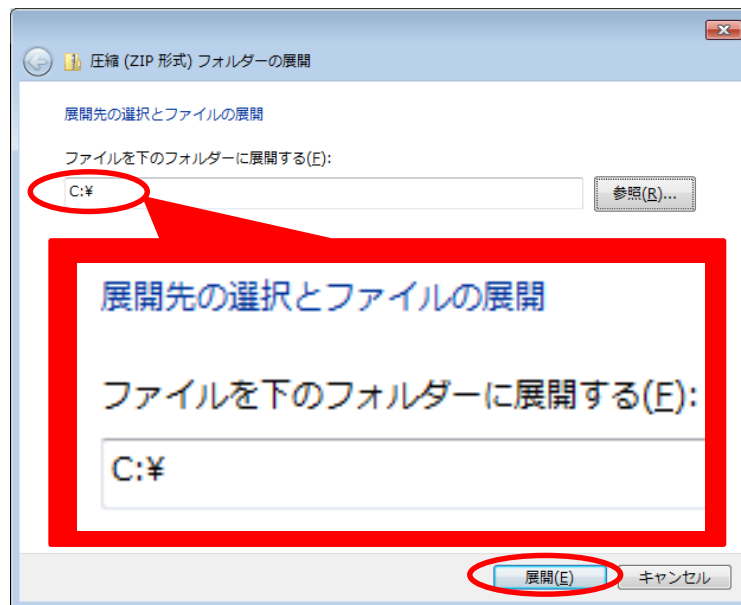 圧縮 (ZIP 形式) フォルダーの展開
展開先の選択とファイルの展開
ファイルを下のフォルダーに展開する(F):
C:¥
参照(R)...
展開先の選択とファイルの展開
ファイルを下のフォルダーに展開する(F):
C:¥
展開(E)
キャンセル